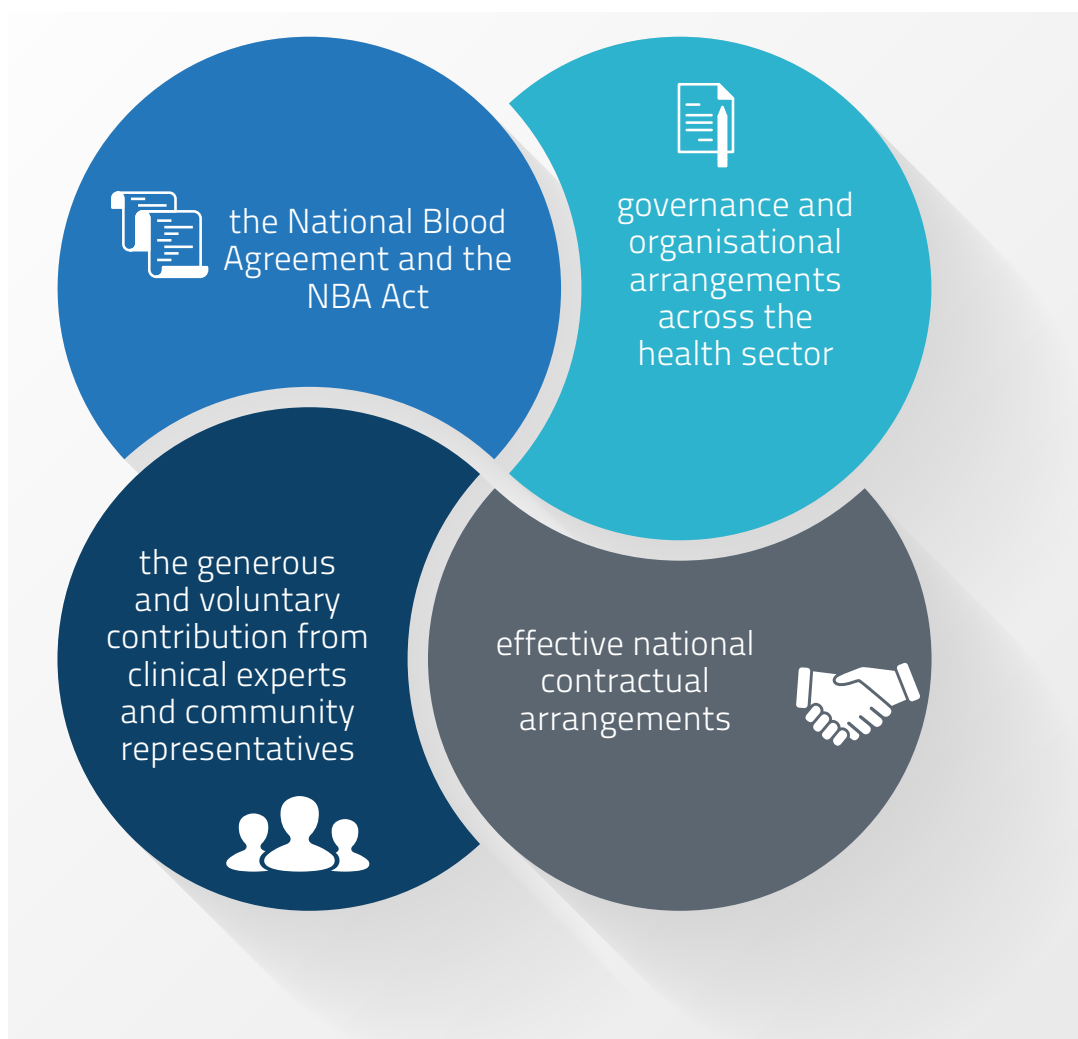 the National Blood
Agreement and the
NBA Act
governance and
organisational
arrangements
across the
health sector
the generous
and voluntary
contribution from
clinical experts
and community
representatives
effective national
contractual
arrangements